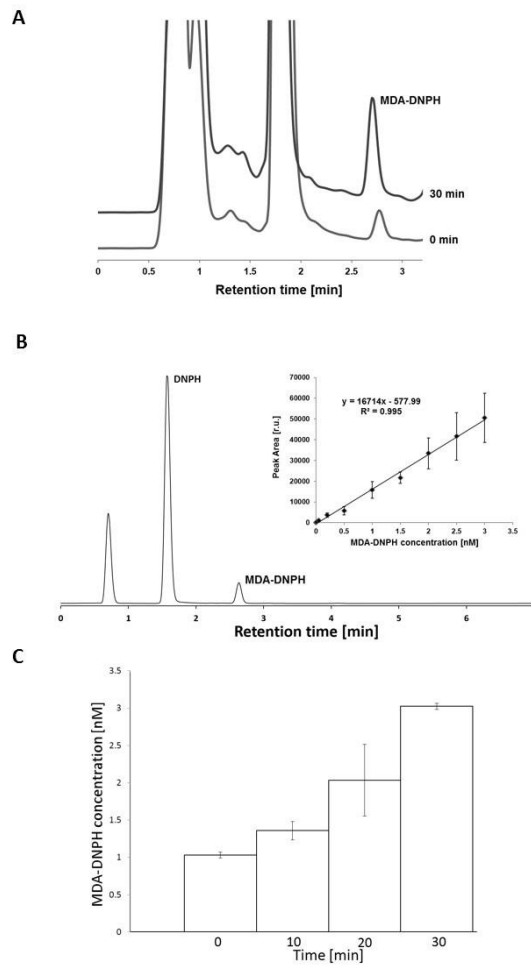 A
MDA-DNPH
30 min
0 min
0 0.5 1 1.5 2 2.5 3
Retention time [min]
B
DNPH
MDA-DNPH
0 1 2 3 4 5 6
Retention time [min]
y = 16714x - 577.99
R² = 0.995
Peak Area [r.u.]
70000
60000
50000
40000
30000
20000
10000
0
0 0.5 1 1.5 2 2.5 3 3.5
MDA-DNPH concentration [nM]
C
MDA-DNPH concentration [nM]
3.5
3
2.5
2
1.5
1
0.5
0
0 10 20 30
Time [min]